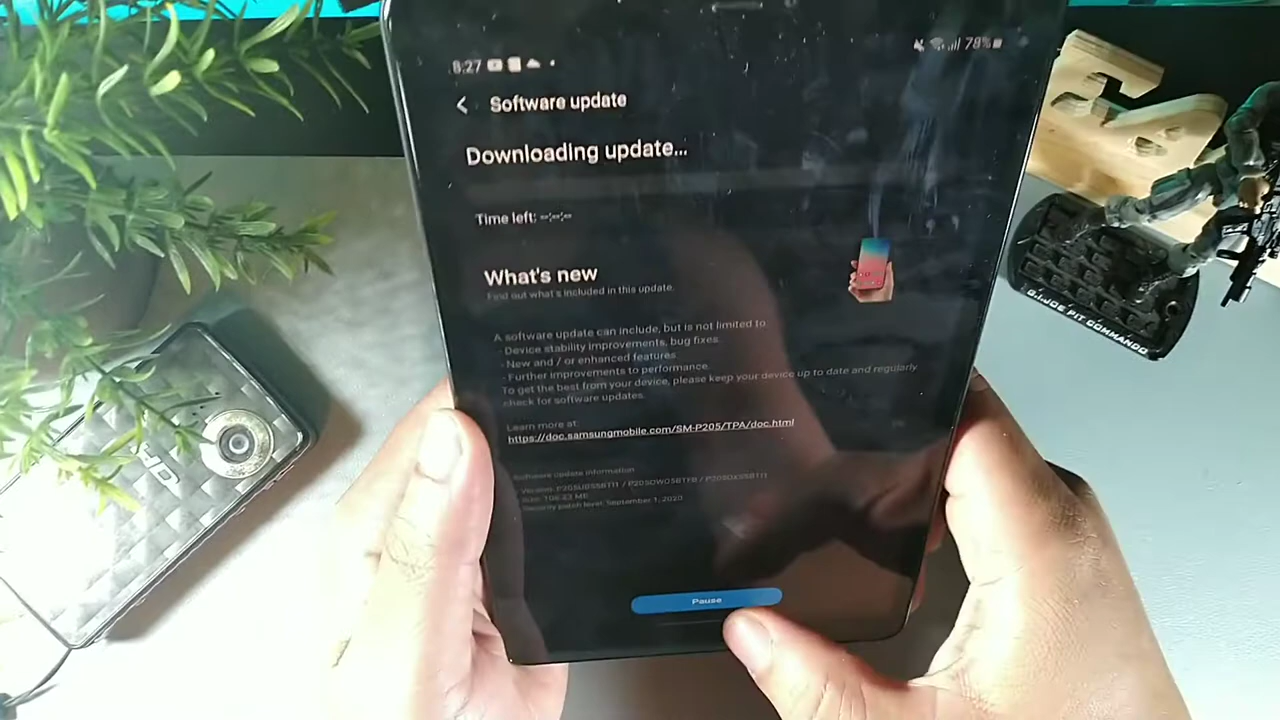 8:27
78%
Software update
Downloading update...
Time left: --:--:--
What's new
Find out what's included in this update.
A software update can include, but is not limited to:
- Device stability improvements, bug fixes
- New and / or enhanced features
- Further improvements to performance.
To get the best from your device, please keep your device up to date and regularly
check for software updates.
Learn more at:
https://doc.samsungmobile.com/SM-P205/TPA/doc.html
Software update information
Version:
Size:
Security patch level: September 1, 2020
Pause
G.I.JOE PIT COMMANDO